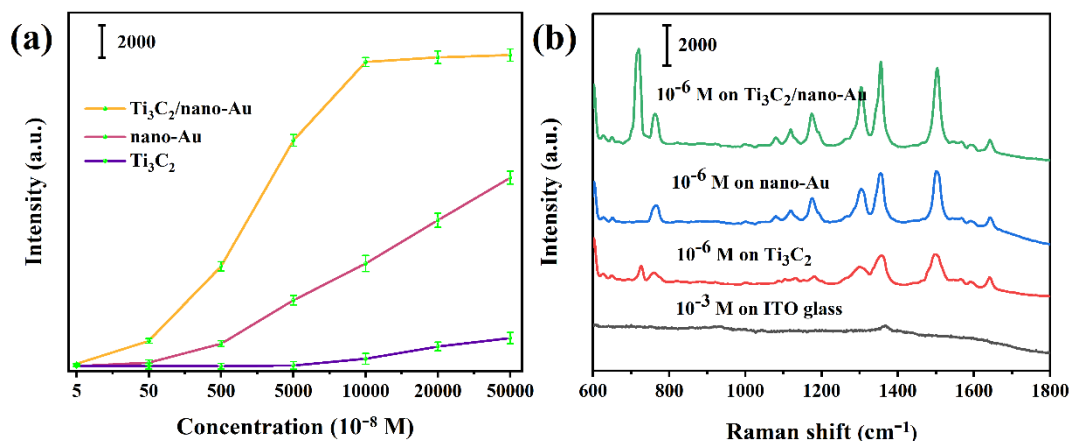 (a)
2000
Ti₃C₂/nano-Au
nano-Au
Ti₃C₂
Intensity (a.u.)
5 50 500 5000 10000 20000 50000
Concentration (10⁻⁸ M)
(b)
2000
10⁻⁶ M on Ti₃C₂/nano-Au
10⁻⁶ M on nano-Au
10⁻⁶ M on Ti₃C₂
10⁻³ M on ITO glass
Intensity (a.u.)
600 800 1000 1200 1400 1600 1800
Raman shift (cm⁻¹)